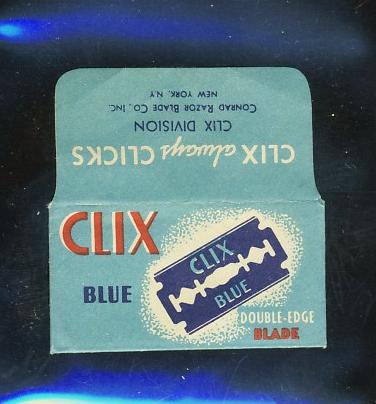 CLIX always CLICKS
CLIX DIVISION
CONRAD RAZOR BLADE CO., INC.
NEW YORK, N.Y.
CLIX
BLUE
CLIX
BLUE
DOUBLE-EDGE
BLADE